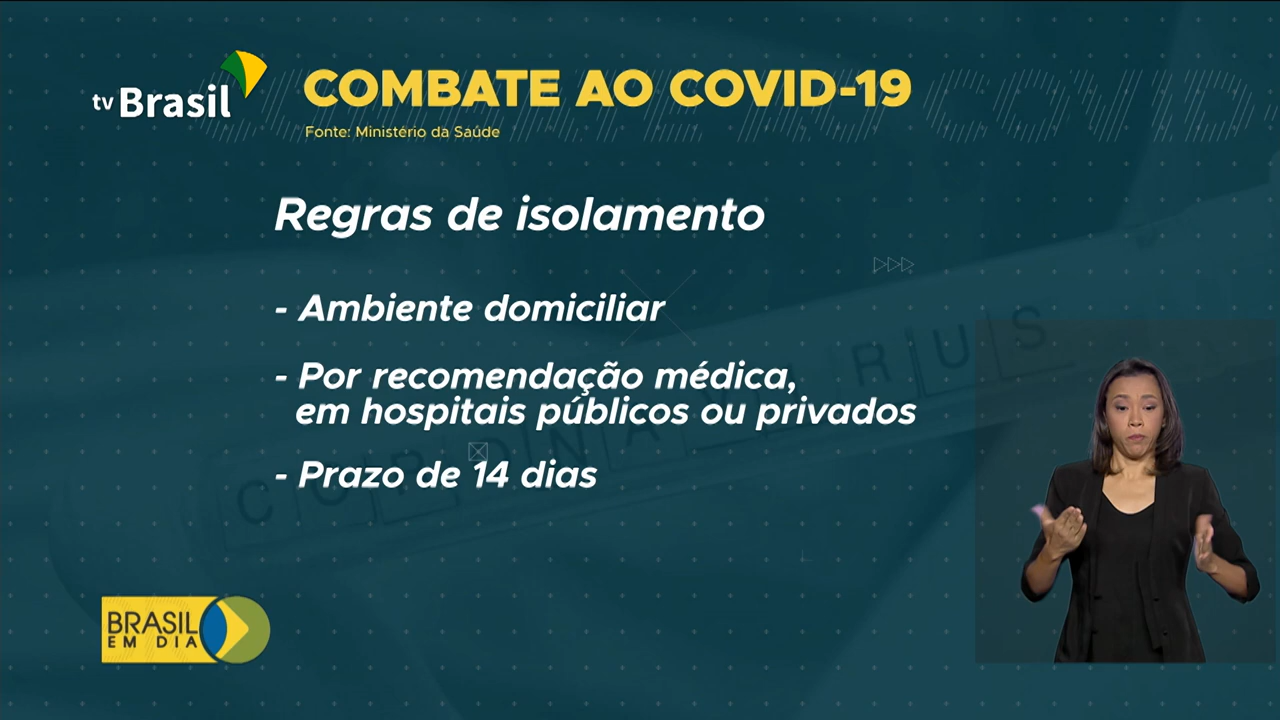 tv Brasil
COMBATE AO COVID-19
Fonte: Ministério da Saúde
Regras de isolamento
- Ambiente domiciliar
- Por recomendação médica,
em hospitais públicos ou privados
- Prazo de 14 dias
CORONAVIRUS
BRASIL
EM DIA